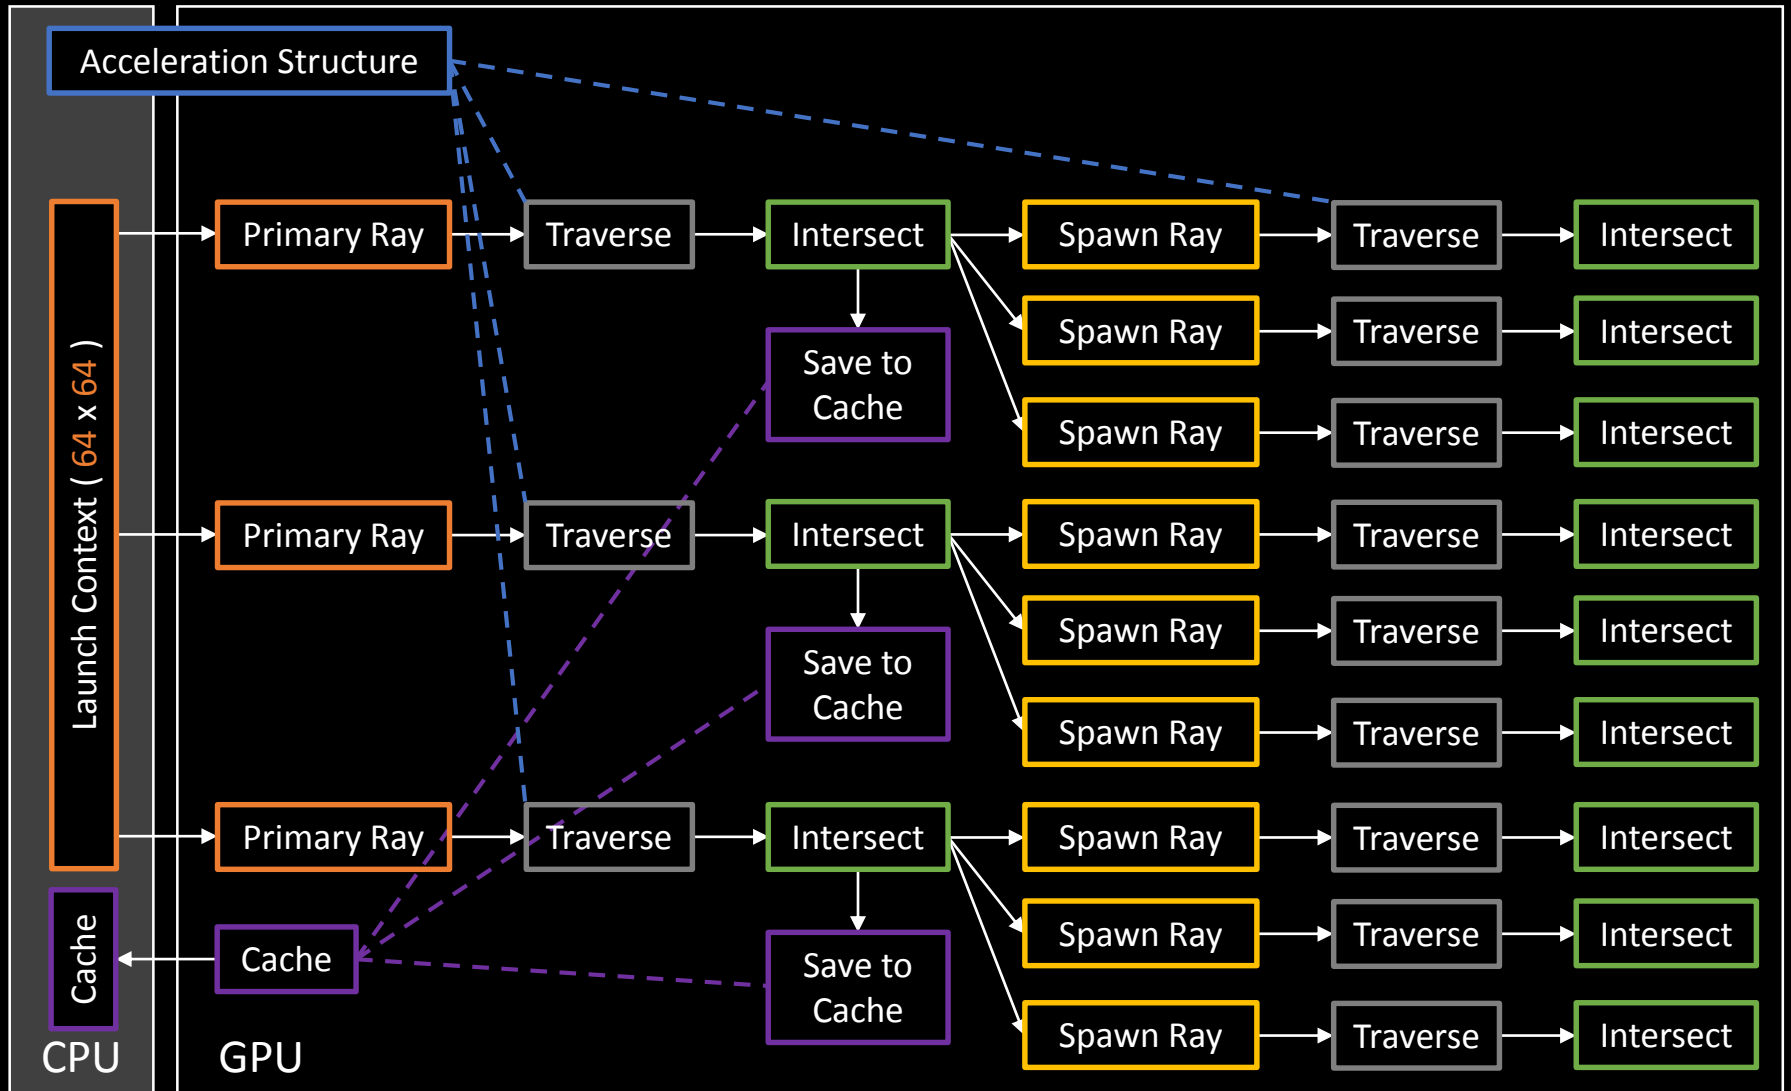 Acceleration Structure
Launch Context ( 64 x 64 )
Primary Ray
Traverse
Intersect
Spawn Ray
Traverse
Intersect
Spawn Ray
Traverse
Intersect
Save to
Cache
Spawn Ray
Traverse
Intersect
Primary Ray
Traverse
Intersect
Spawn Ray
Traverse
Intersect
Spawn Ray
Traverse
Intersect
Save to
Cache
Spawn Ray
Traverse
Intersect
Primary Ray
Traverse
Intersect
Spawn Ray
Traverse
Intersect
Spawn Ray
Traverse
Intersect
Cache
Cache
Save to
Cache
Spawn Ray
Traverse
Intersect
CPU
GPU